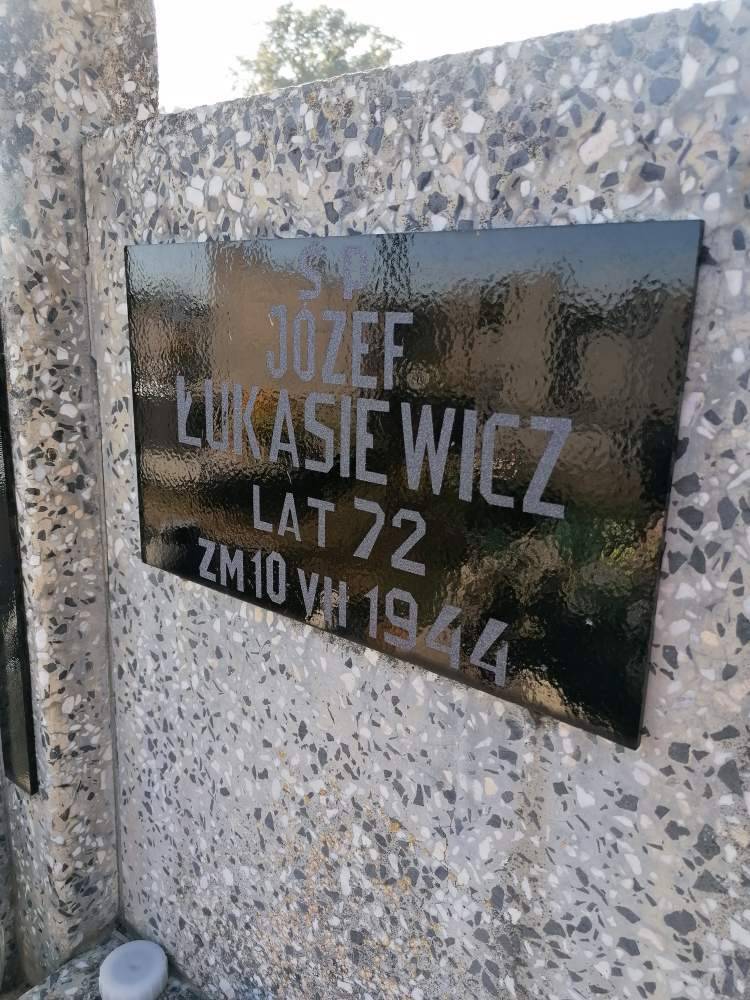 Ś P
JÓZEF
ŁUKASIEWICZ
LAT 72
ZM 10 VII 1944